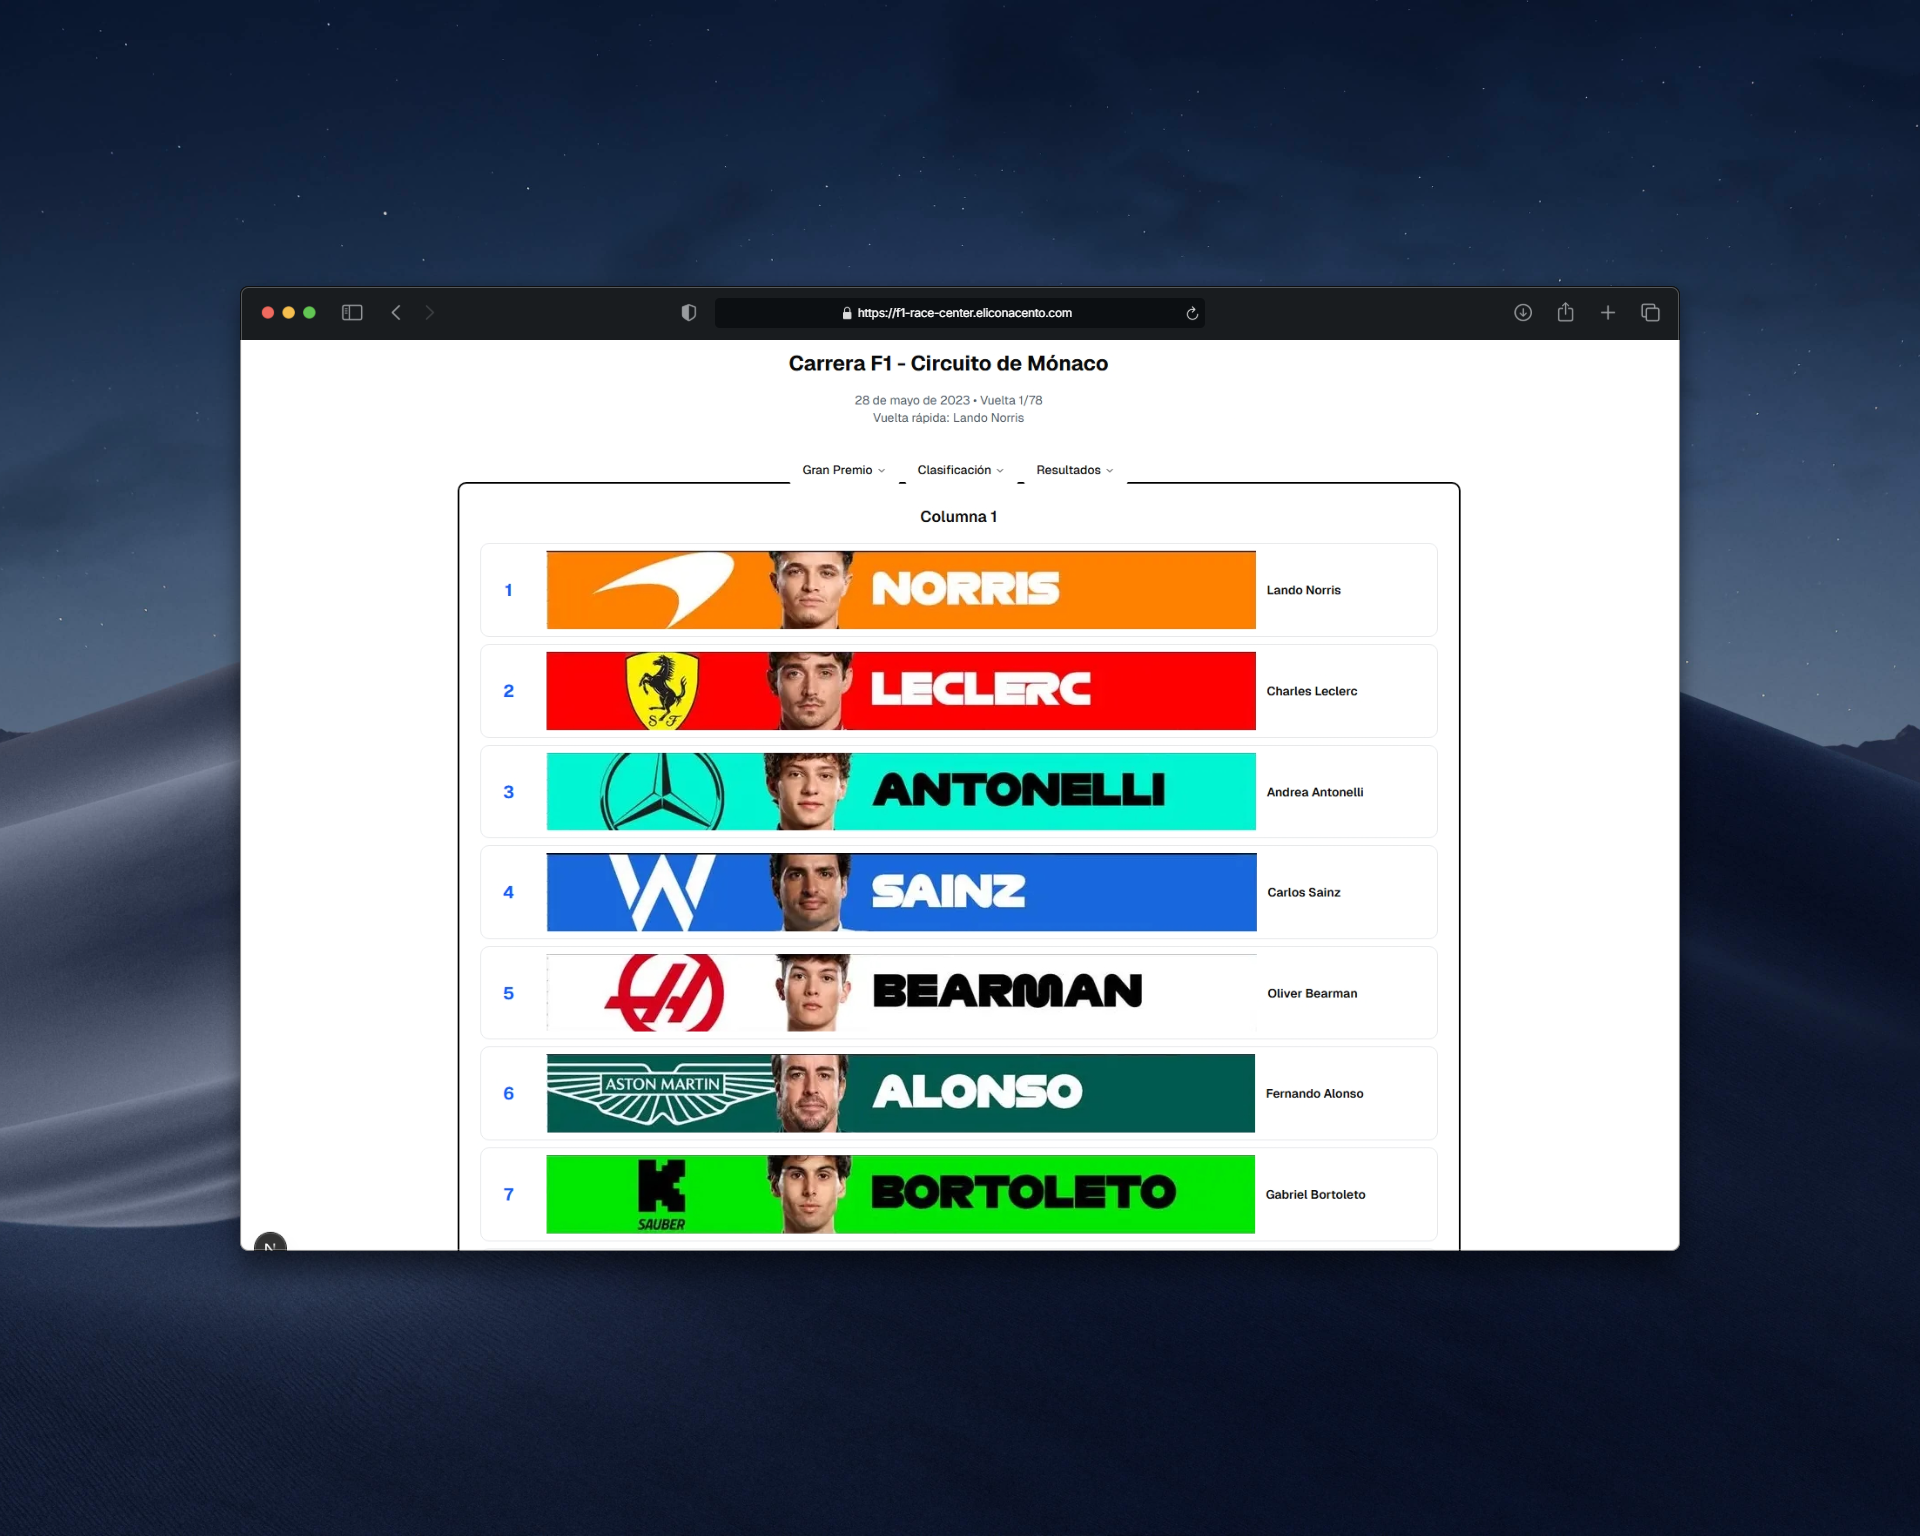 https://f1-race-center.eliconacento.com
Carrera F1 - Circuito de Mónaco
28 de mayo de 2023 • Vuelta 1/78
Vuelta rápida: Lando Norris
Gran Premio Clasificación Resultados
Columna 1
1 NORRIS Lando Norris
2 S F LECLERC Charles Leclerc
3 ANTONELLI Andrea Antonelli
4 W SAINZ Carlos Sainz
5 BEARMAN Oliver Bearman
6 ASTON MARTIN ALONSO Fernando Alonso
7 K SAUBER BORTOLETO Gabriel Bortoleto
N